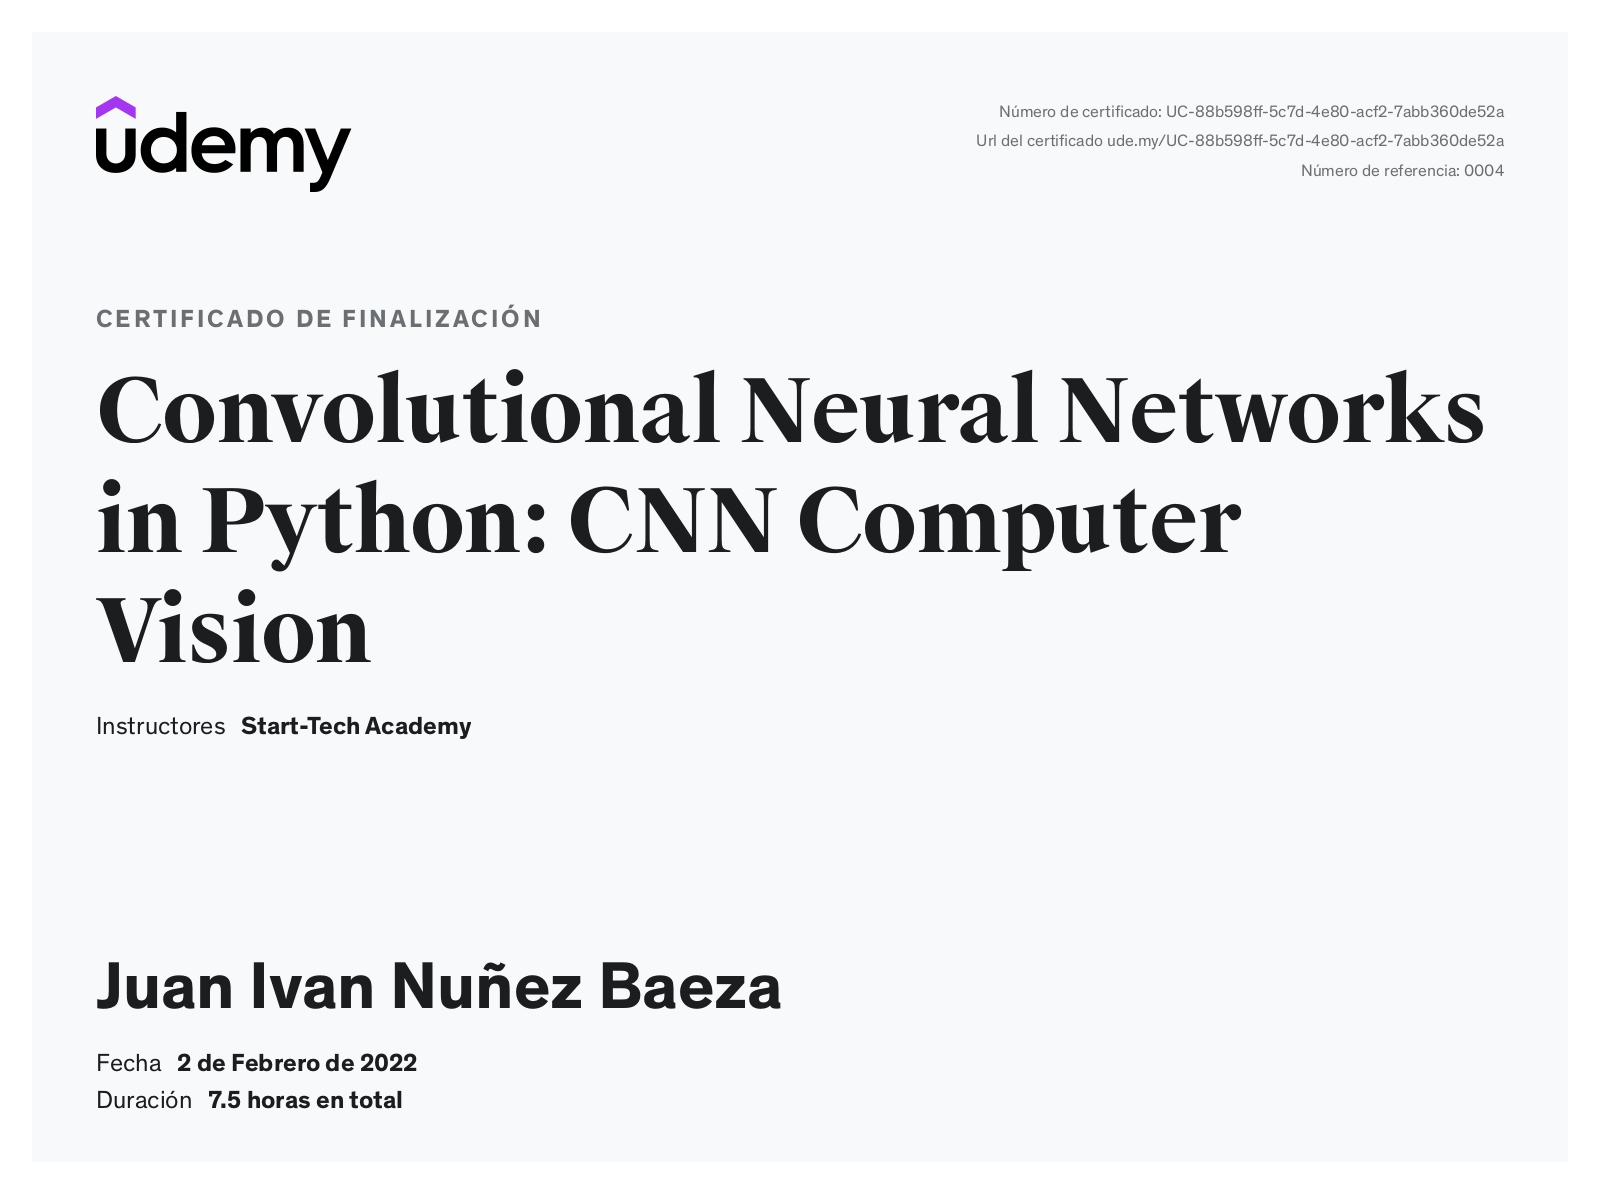 udemy
Número de certificado: UC-88b598ff-5c7d-4e80-acf2-7abb360de52a
Url del certificado ude.my/UC-88b598ff-5c7d-4e80-acf2-7abb360de52a
Número de referencia: 0004
CERTIFICADO DE FINALIZACIÓN
Convolutional Neural Networks
in Python: CNN Computer
Vision
Instructores Start-Tech Academy
Juan Ivan Nuñez Baeza
Fecha 2 de Febrero de 2022
Duración 7.5 horas en total